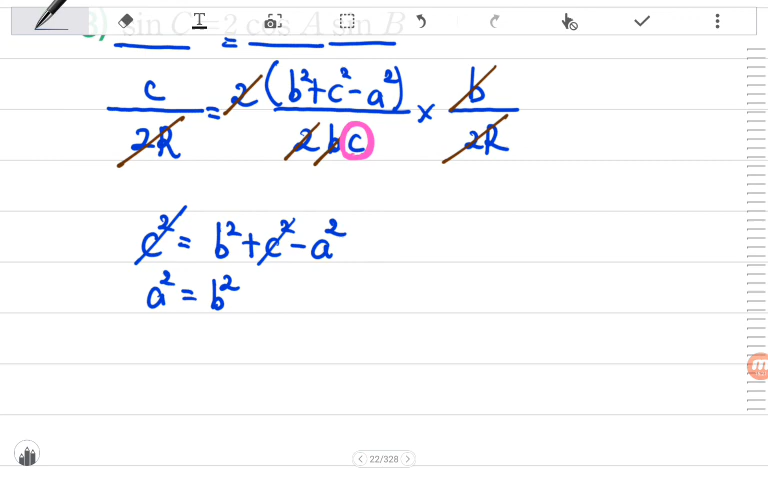 3) sin C = 2 cos A sin B
c/2R = 2(b²+c²-a²)/2bc × b/2R
c² = b²+c²-a²
a² = b²
22/328